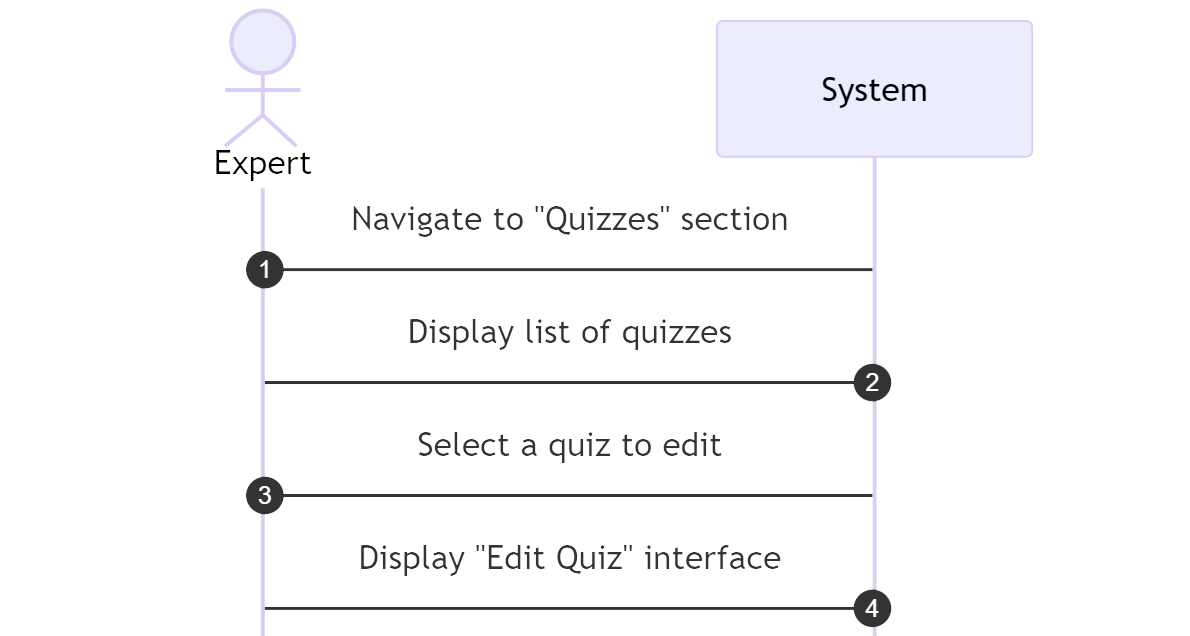 System
Expert
Navigate to "Quizzes" section
1
Display list of quizzes
2
Select a quiz to edit
3
Display "Edit Quiz" interface
4